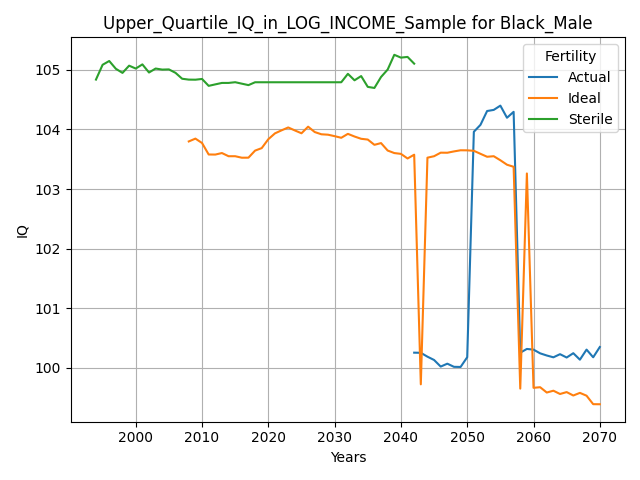 Upper_Quartile_IQ_in_LOG_INCOME_Sample for Black_Male
Fertility
Actual
Ideal
Sterile
105
104
103
102
101
100
IQ
2000 2010 2020 2030 2040 2050 2060 2070
Years